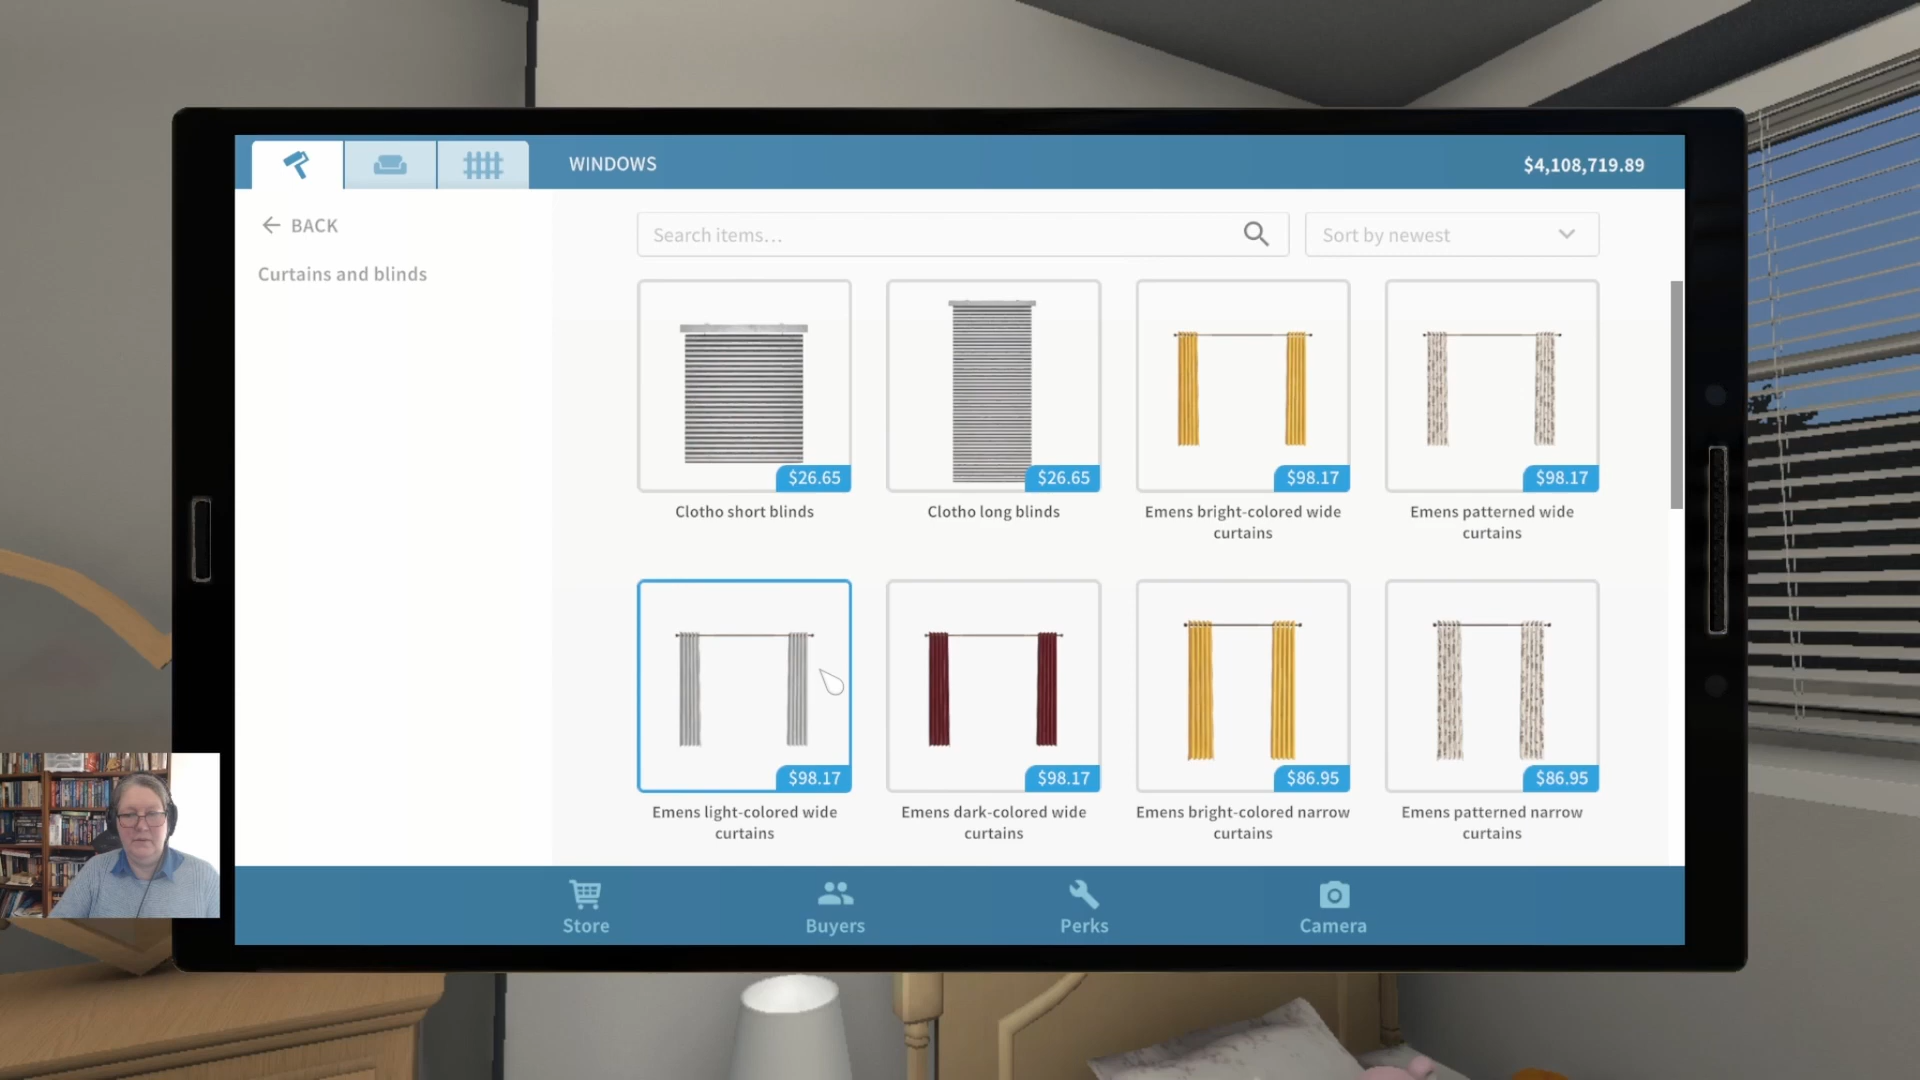 WINDOWS
$4,108,719.89
BACK
Search items...
Sort by newest
Curtains and blinds
$26.65
$26.65
$98.17
$98.17
Clotho short blinds
Clotho long blinds
Emens bright-colored wide
curtains
Emens patterned wide
curtains
$98.17
$98.17
$86.95
$86.95
Emens light-colored wide
curtains
Emens dark-colored wide
curtains
Emens bright-colored narrow
curtains
Emens patterned narrow
curtains
Store
Buyers
Perks
Camera